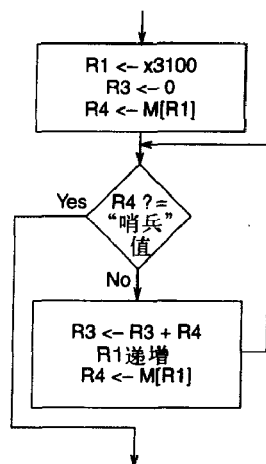 R1 <- x3100
R3 <- 0
R4 <- M[R1]
Yes
R4 ?=
“哨兵”
值
No
R3 <- R3 + R4
R1递增
R4 <- M[R1]